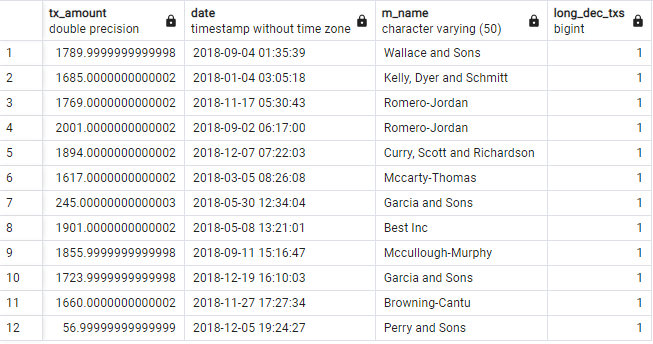 tx_amount date m_name long_dec_txs
double precision timestamp without time zone character varying (50) bigint
1 1789.9999999999998 2018-09-04 01:35:39 Wallace and Sons 1
2 1685.0000000000002 2018-01-04 03:05:18 Kelly, Dyer and Schmitt 1
3 1769.0000000000002 2018-11-17 05:30:43 Romero-Jordan 1
4 2001.0000000000002 2018-09-02 06:17:00 Romero-Jordan 1
5 1894.0000000000002 2018-12-07 07:22:03 Curry, Scott and Richardson 1
6 1617.0000000000002 2018-03-05 08:26:08 Mccarty-Thomas 1
7 245.00000000000003 2018-05-30 12:34:04 Garcia and Sons 1
8 1901.0000000000002 2018-05-08 13:21:01 Best Inc 1
9 1855.9999999999998 2018-09-11 15:16:47 Mccullough-Murphy 1
10 1723.9999999999998 2018-12-19 16:10:03 Garcia and Sons 1
11 1660.0000000000002 2018-11-27 17:27:34 Browning-Cantu 1
12 56.99999999999999 2018-12-05 19:24:27 Perry and Sons 1